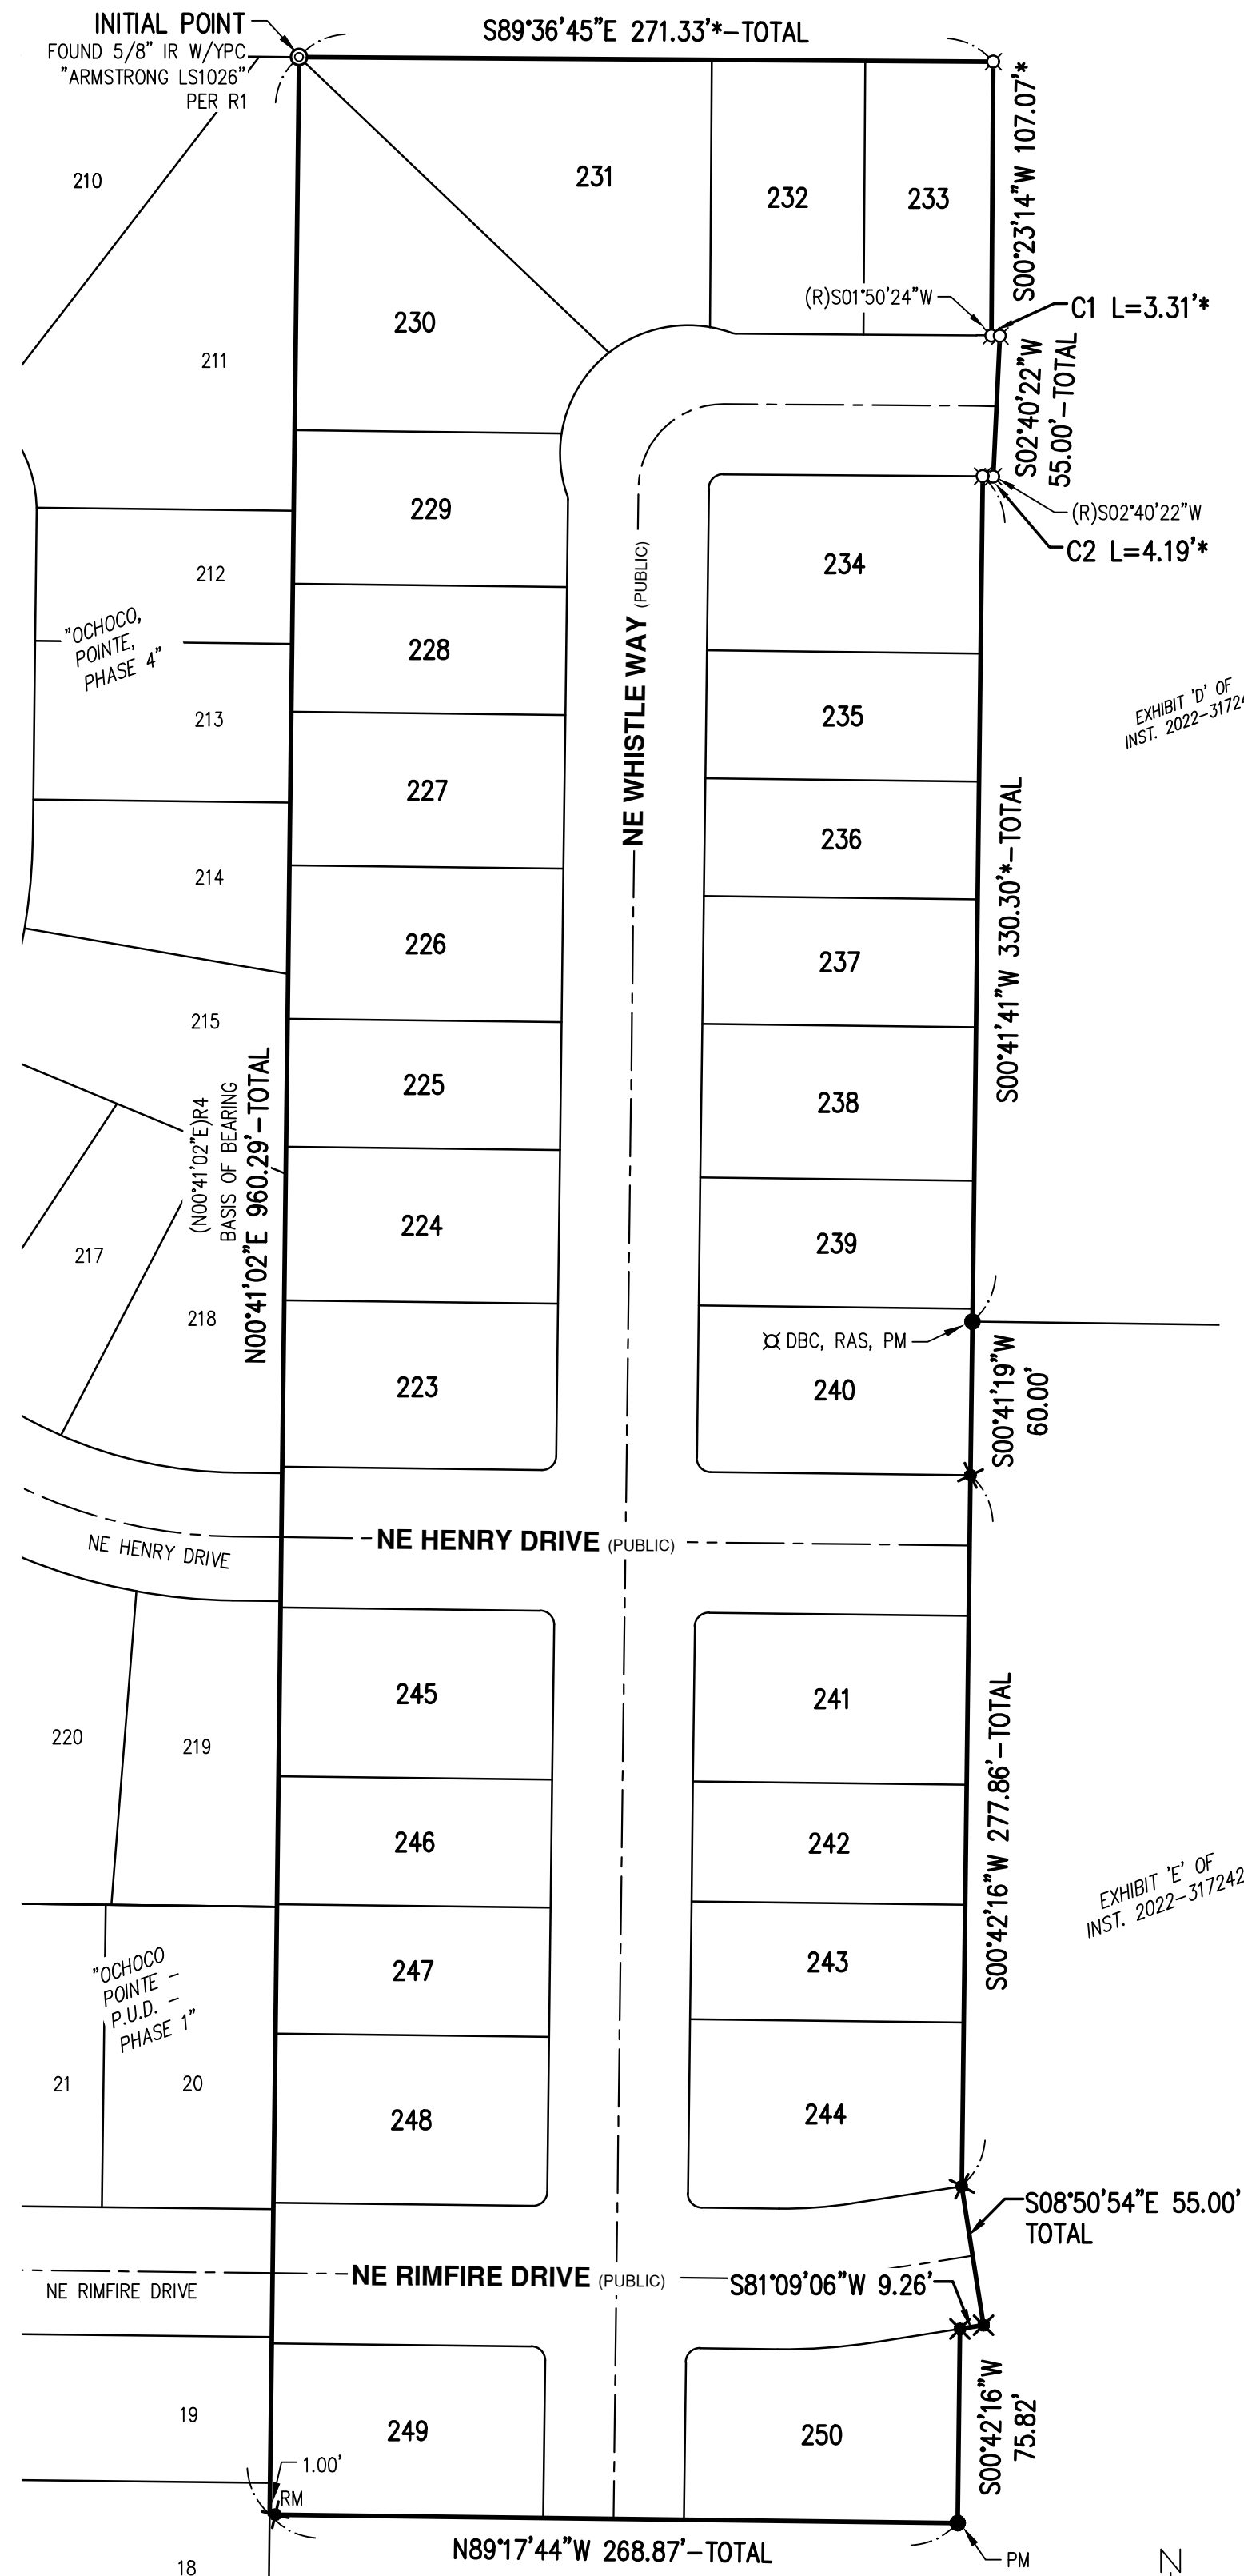 INITIAL POINT
FOUND 5/8" IR W/YPC
"ARMSTRONG LS1026"
PER R1
S89°36'45"E 271.33'*-TOTAL
S00°23'14"W 107.07'*
210
231
232
233
(R)S01°50'24"W
C1 L=3.31'*
230
211
S02°40'22"W
55.00'-TOTAL
229
(R)S02°40'22"W
C2 L=4.19'*
212
234
"OCHOCO,
POINTE,
PHASE 4"
228
NE WHISTLE WAY (PUBLIC)
213
235
EXHIBIT 'D' OF
227
236
214
S00°41'41"W 330.30'*-TOTAL
226
237
215
(N00°41'02"E)R4
BASIS OF BEARING
N00°41'02"E 960.29'-TOTAL
225
238
224
239
217
218
DBC, RAS, PM
223
240
S00°41'19"W
60.00'
NE HENRY DRIVE
NE HENRY DRIVE (PUBLIC)
245
241
220
219
S00°42'16"W 277.86'-TOTAL
246
242
EXHIBIT 'E' OF
INST. 2022-317242
"OCHOCO
POINTE -
P.U.D. -
PHASE 1"
247
243
21
20
248
244
S08°50'54"E 55.00'
TOTAL
NE RIMFIRE DRIVE
NE RIMFIRE DRIVE (PUBLIC)
S81°09'06"W 9.26'
19
249
250
S00°42'16"W
75.82'
1.00'
RM
N89°17'44"W 268.87'-TOTAL
PM
18